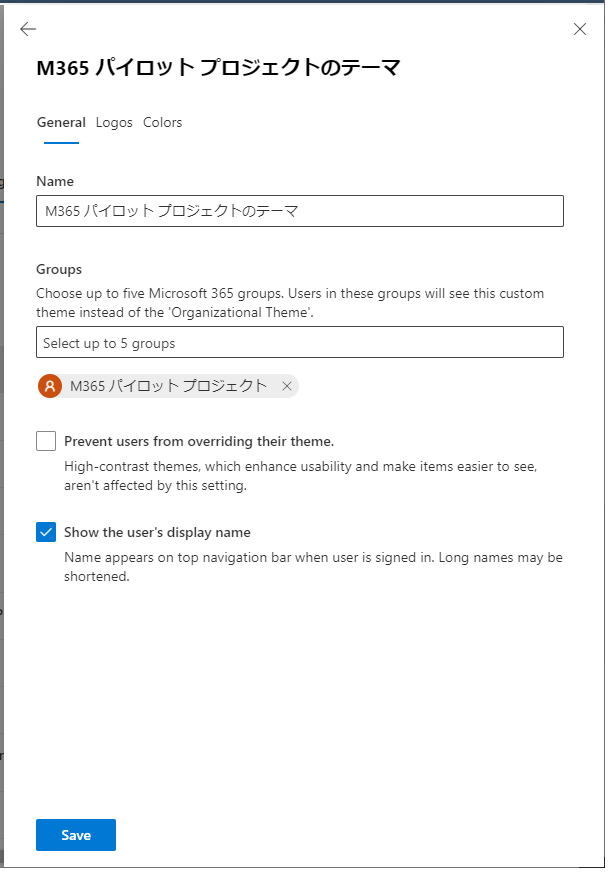 M365 パイロット プロジェクトのテーマ
General Logos Colors
Name
M365 パイロット プロジェクトのテーマ
Groups
Choose up to five Microsoft 365 groups. Users in these groups will see this custom
theme instead of the 'Organizational Theme'.
Select up to 5 groups
M365 パイロット プロジェクト
Prevent users from overriding their theme.
High-contrast themes, which enhance usability and make items easier to see,
aren't affected by this setting.
Show the user's display name
Name appears on top navigation bar when user is signed in. Long names may be
shortened.
Save